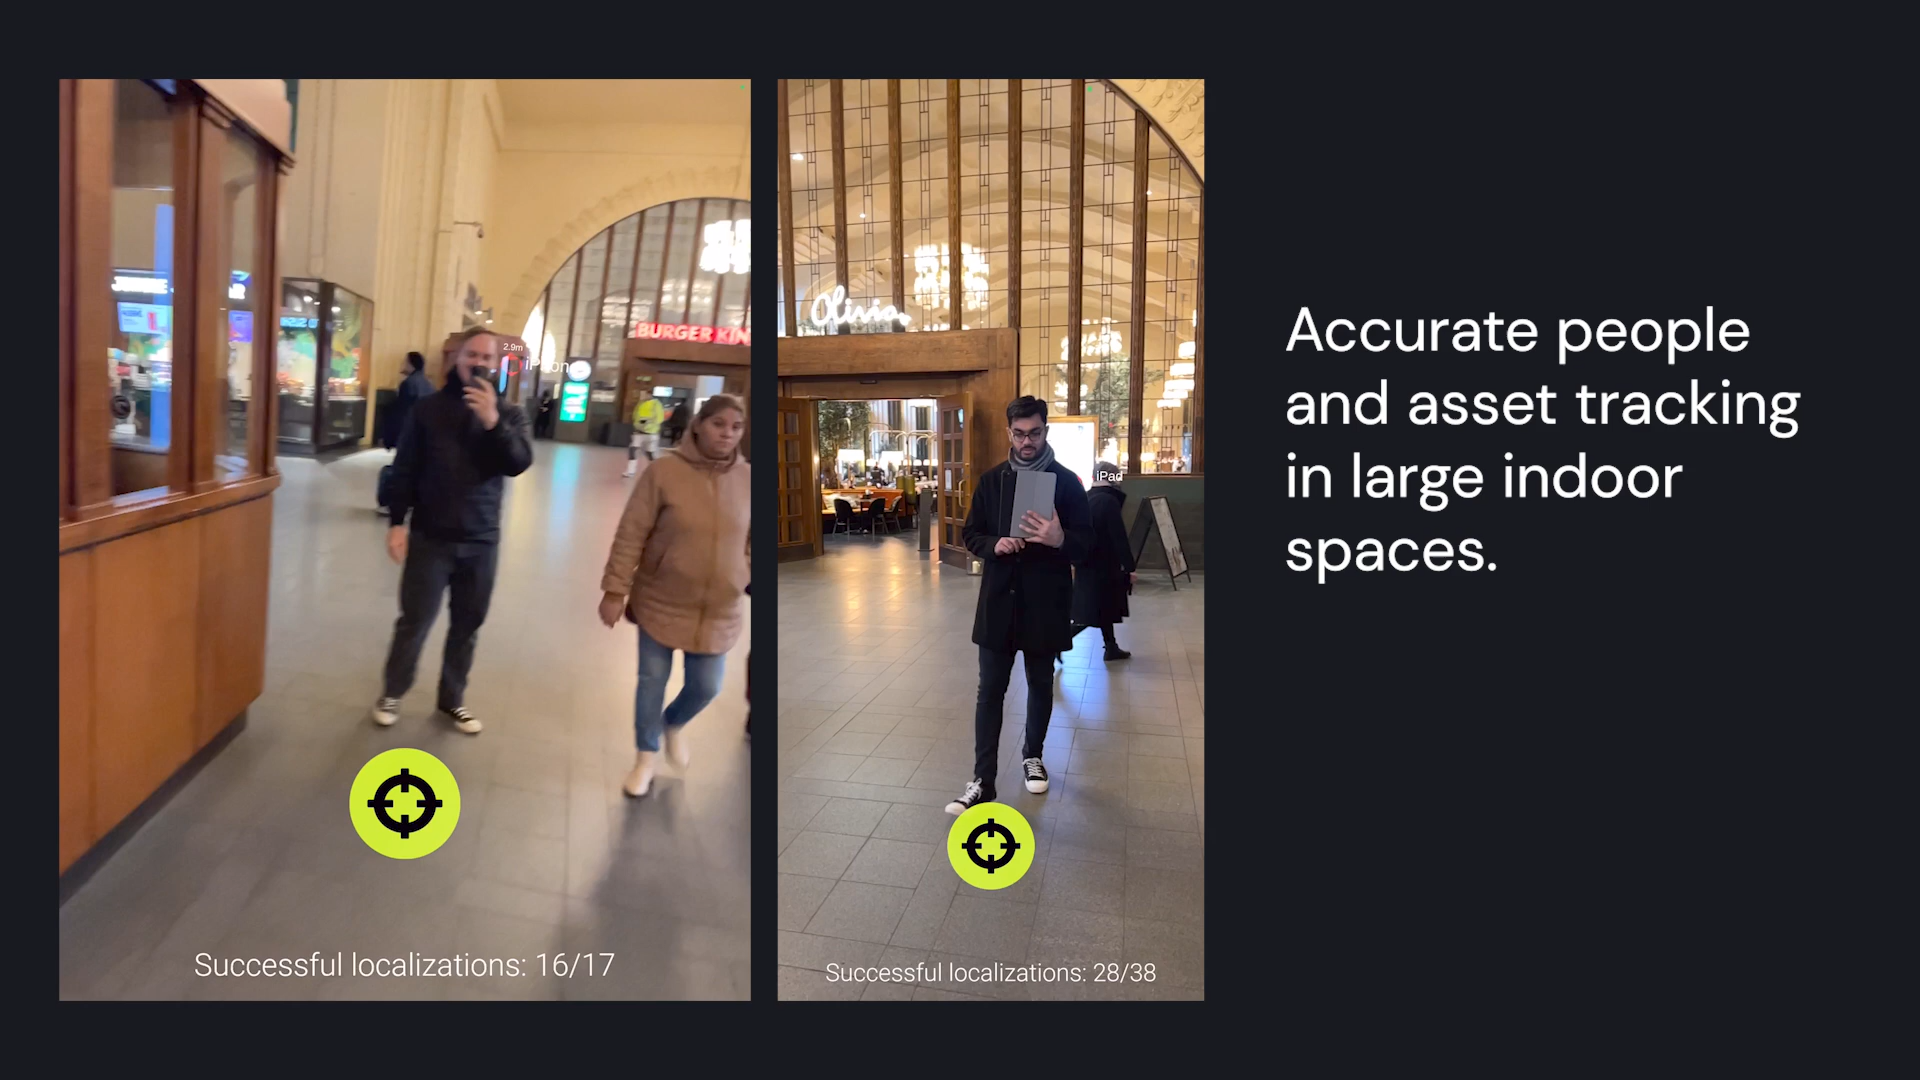 2.9m
BURGER KIN
Successful localizations: 16/17
Olivia
iPad
Successful localizations: 28/38
Accurate people
and asset tracking
in large indoor
spaces.